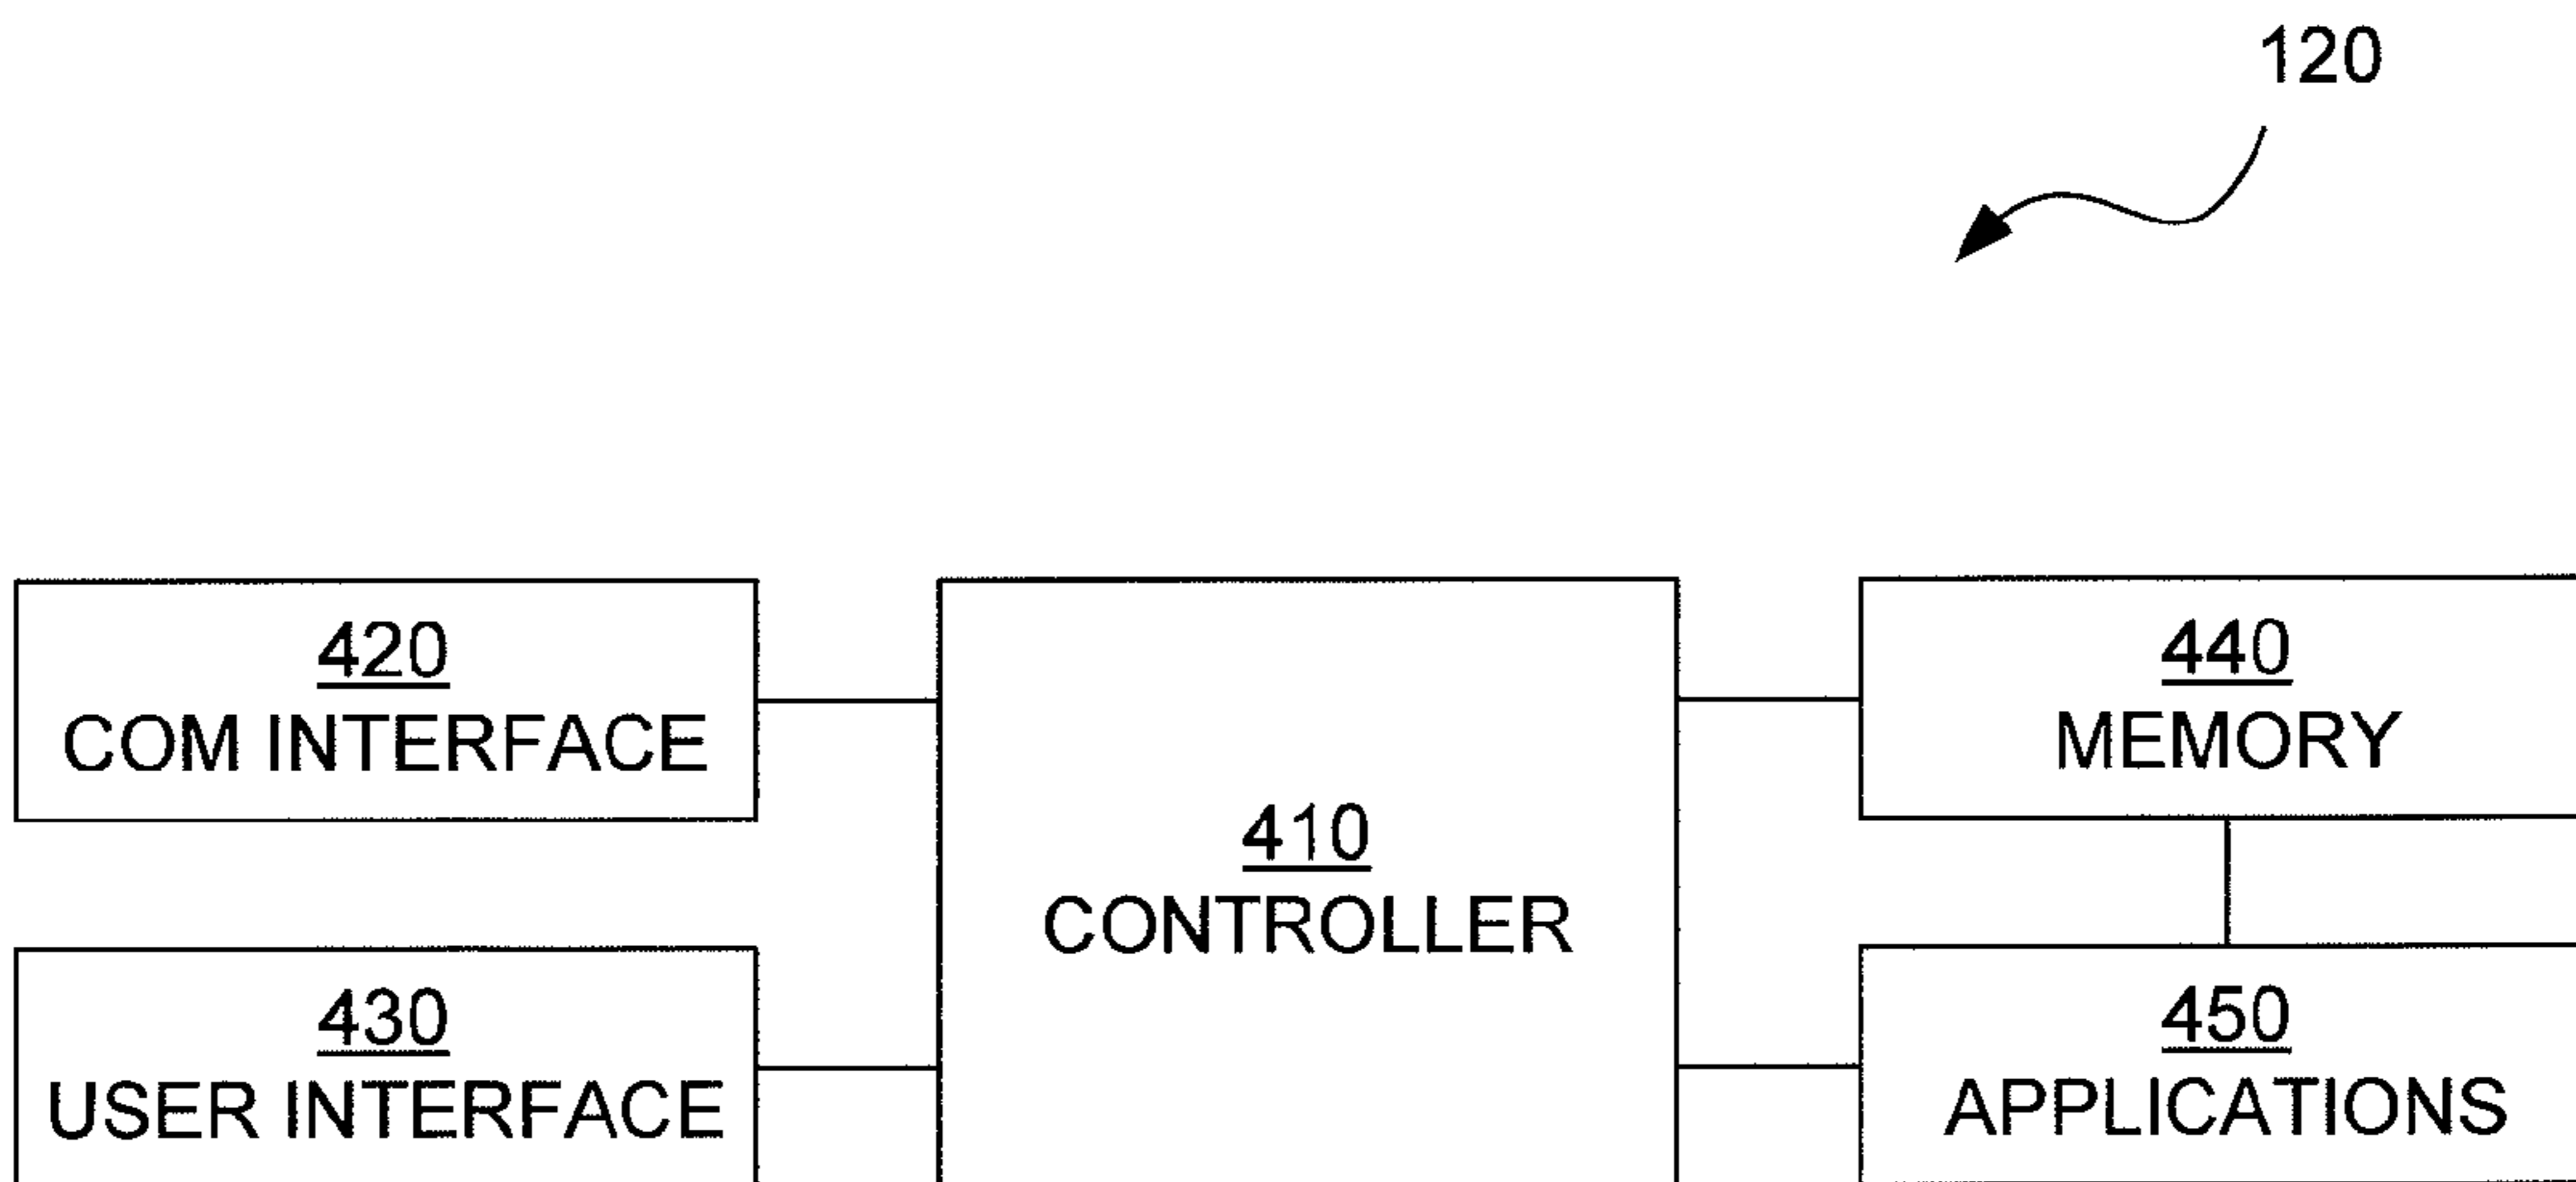 120
420
COM INTERFACE
410
CONTROLLER
440
MEMORY
430
USER INTERFACE
450
APPLICATIONS